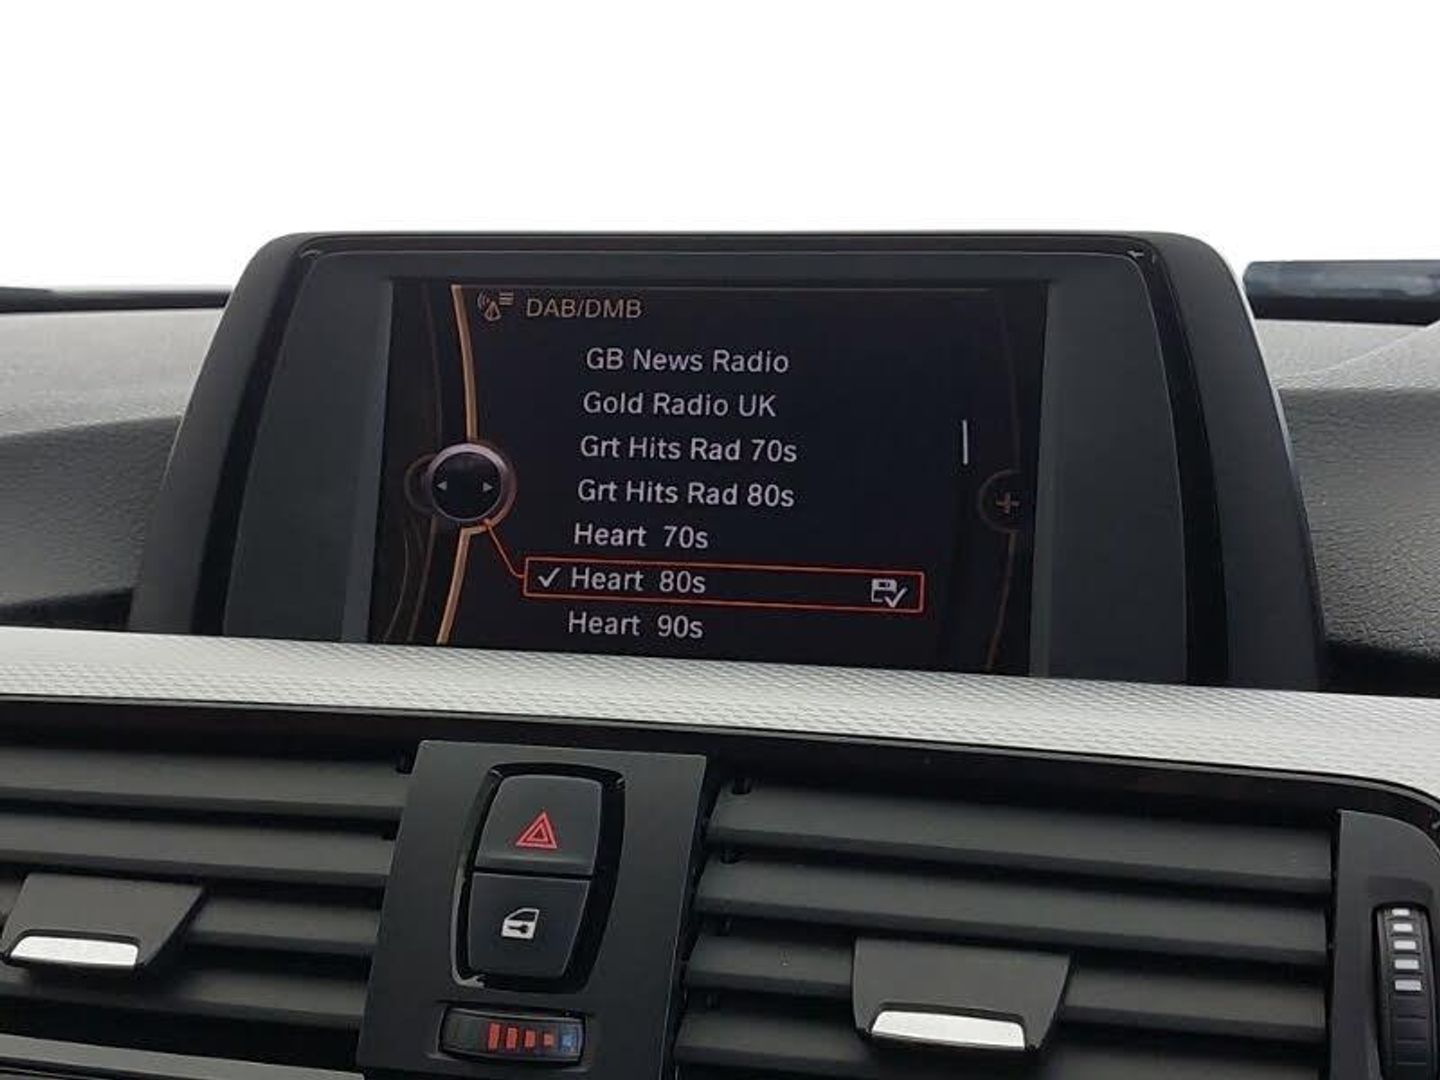 DAB/DMB
GB News Radio
Gold Radio UK
Grt Hits Rad 70s
Grt Hits Rad 80s
Heart 70s
Heart 80s
Heart 90s